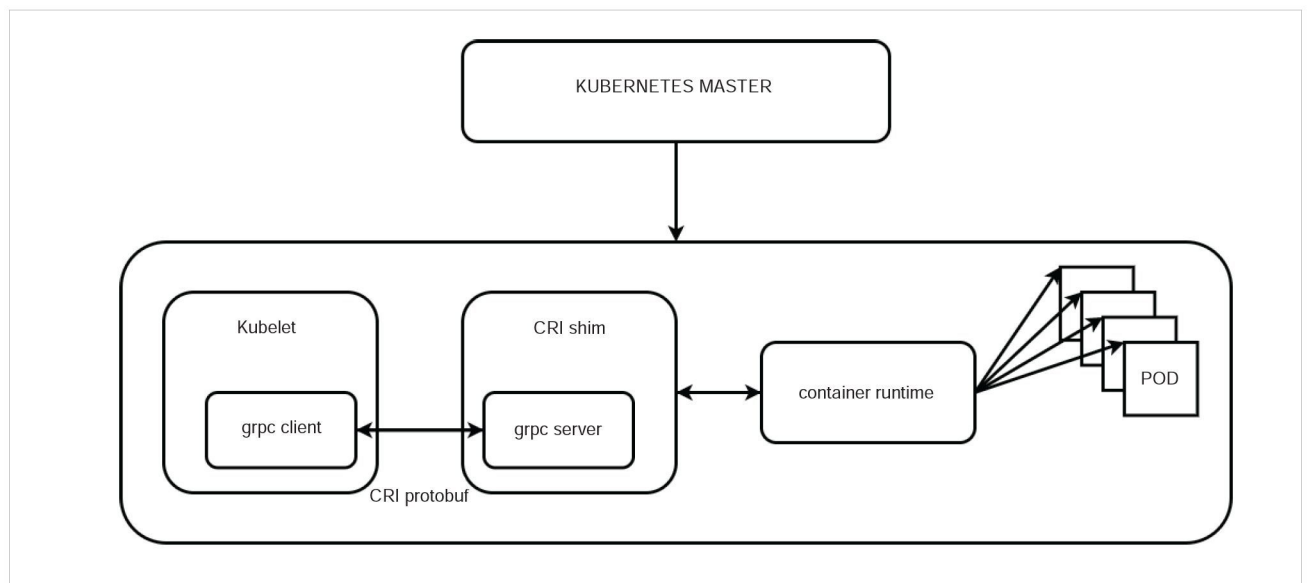 KUBERNETES MASTER
Kubelet
CRI shim
POD
container runtime
grpc client
grpc server
CRI protobuf